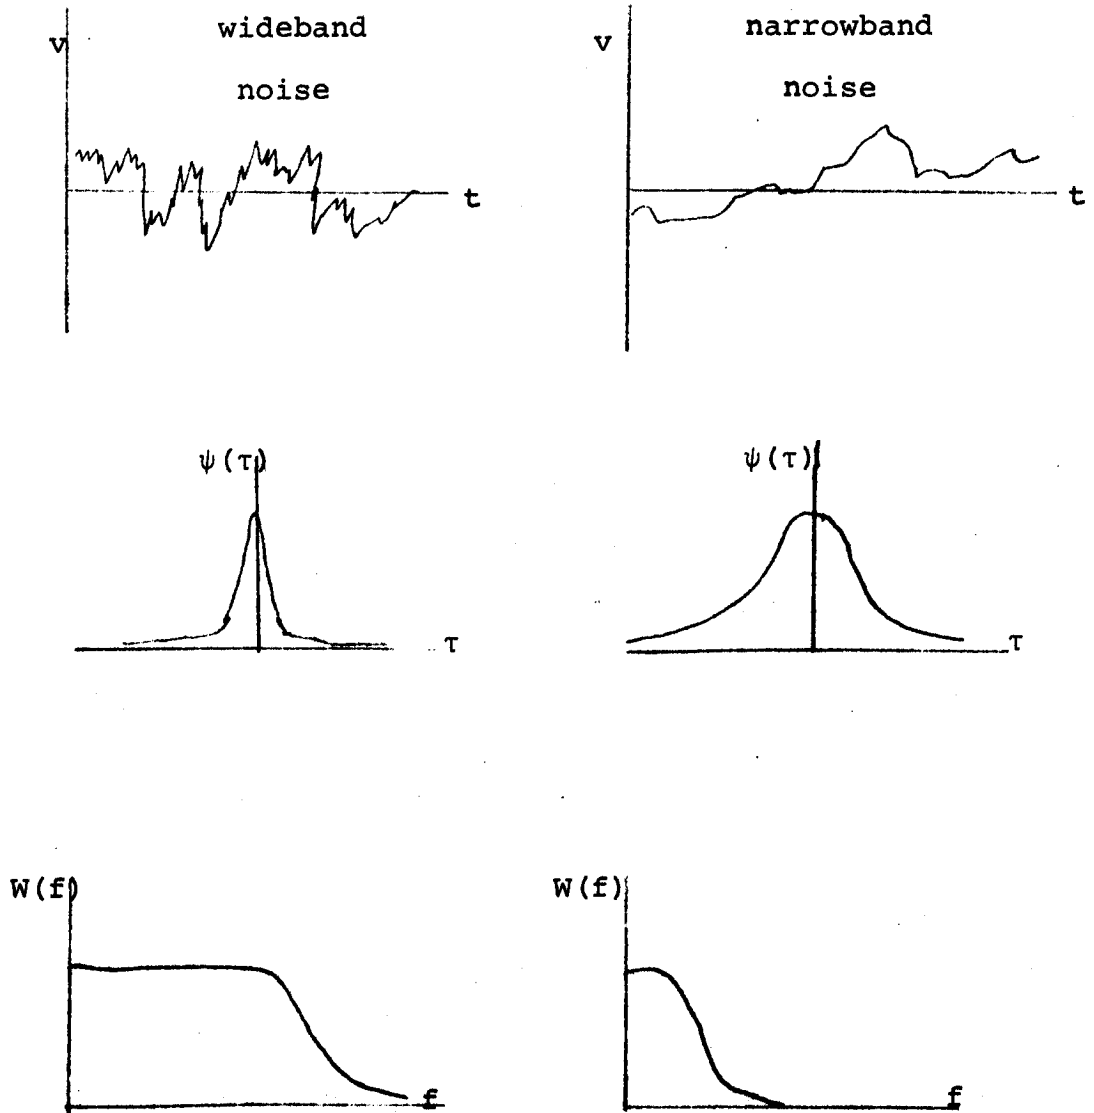 v
wideband
noise
t
v
narrowband
noise
t
ψ(τ)
τ
ψ(τ)
τ
W(f)
f
W(f)
f